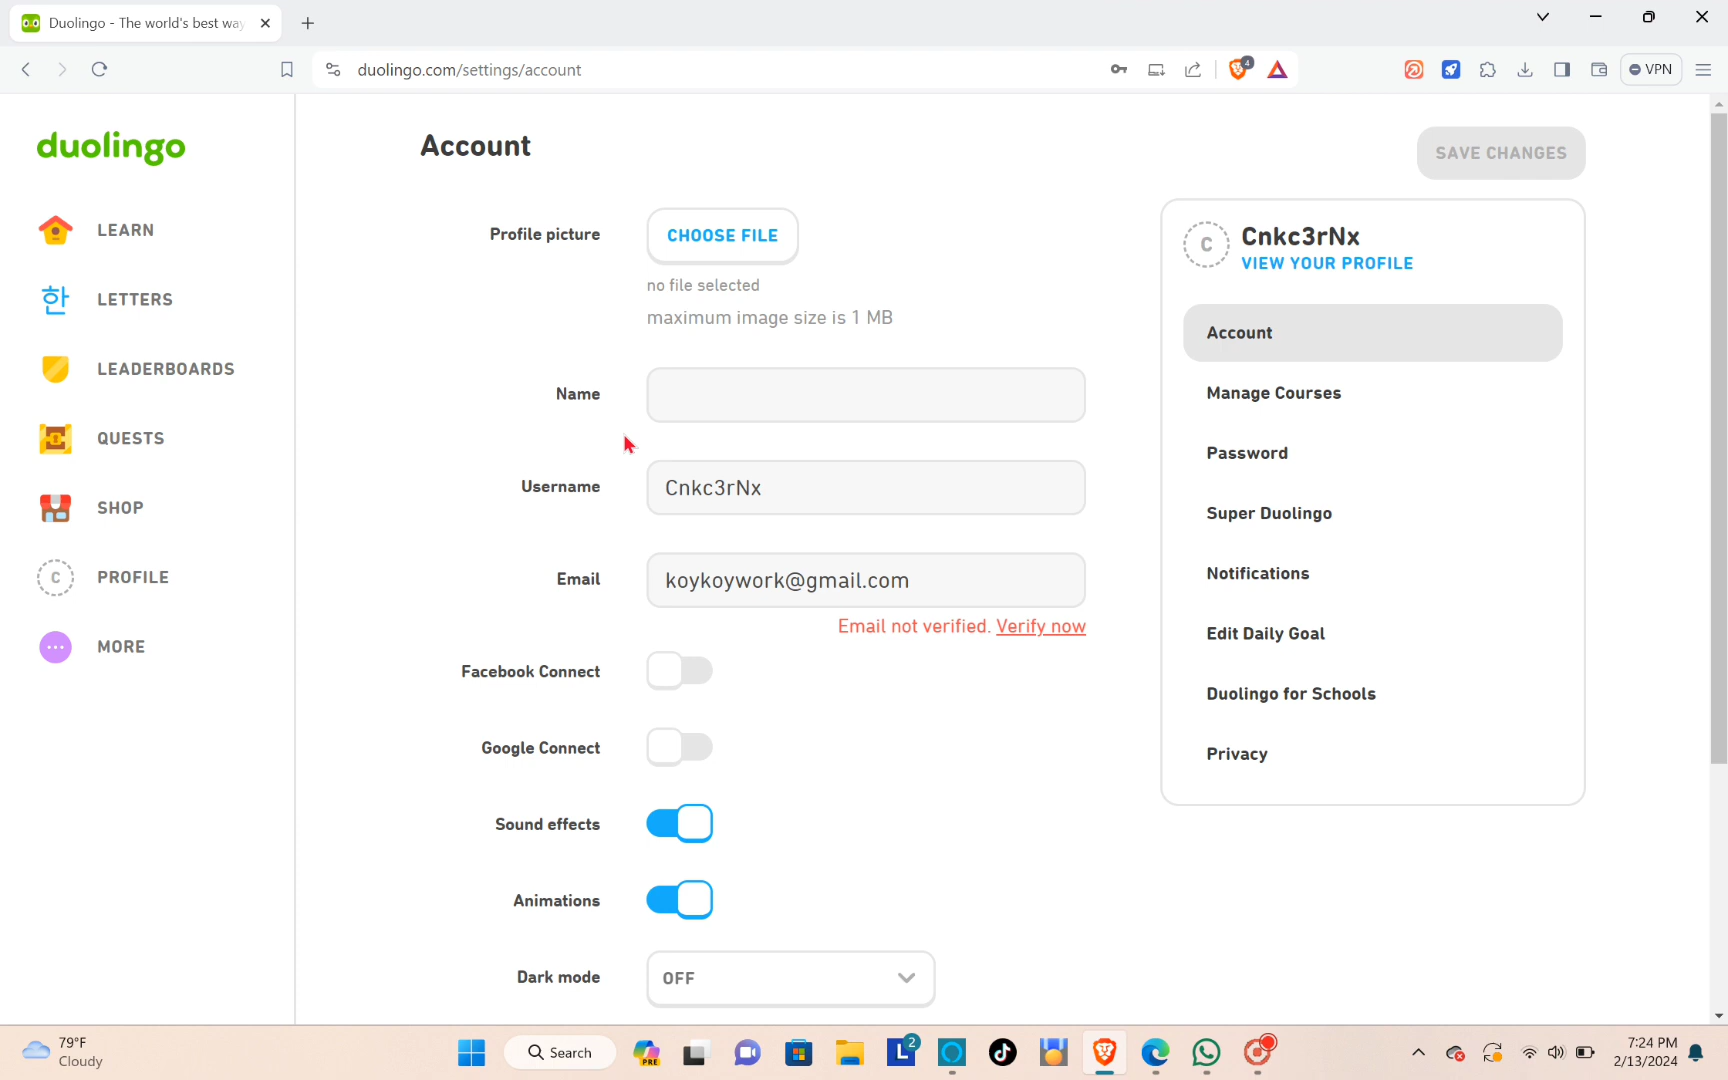 Duolingo - The world's best way
duolingo.com/settings/account
4
VPN
duolingo
LEARN
한 LETTERS
LEADERBOARDS
QUESTS
SHOP
C PROFILE
MORE
Account
SAVE CHANGES
Profile picture
CHOOSE FILE
no file selected
maximum image size is 1 MB
Name
Username
Cnkc3rNx
Email
koykoywork@gmail.com
Email not verified. Verify now
Facebook Connect
Google Connect
Sound effects
Animations
Dark mode
OFF
C
Cnkc3rNx
VIEW YOUR PROFILE
Account
Manage Courses
Password
Super Duolingo
Notifications
Edit Daily Goal
Duolingo for Schools
Privacy
79°F
Cloudy
Search
PRE
L
2
7:24 PM
2/13/2024